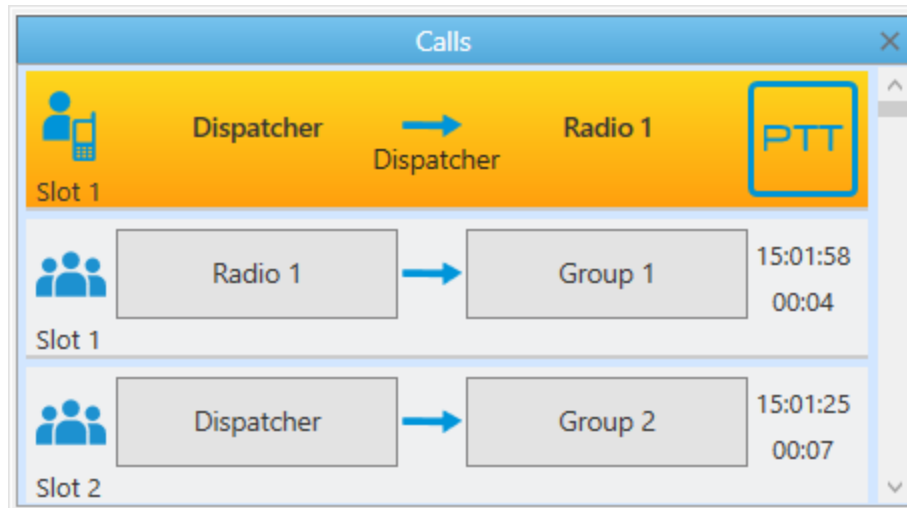 Calls
Dispatcher Radio 1
Dispatcher
PTT
Slot 1
Radio 1 Group 1 15:01:58
00:04
Slot 1
Dispatcher Group 2 15:01:25
00:07
Slot 2